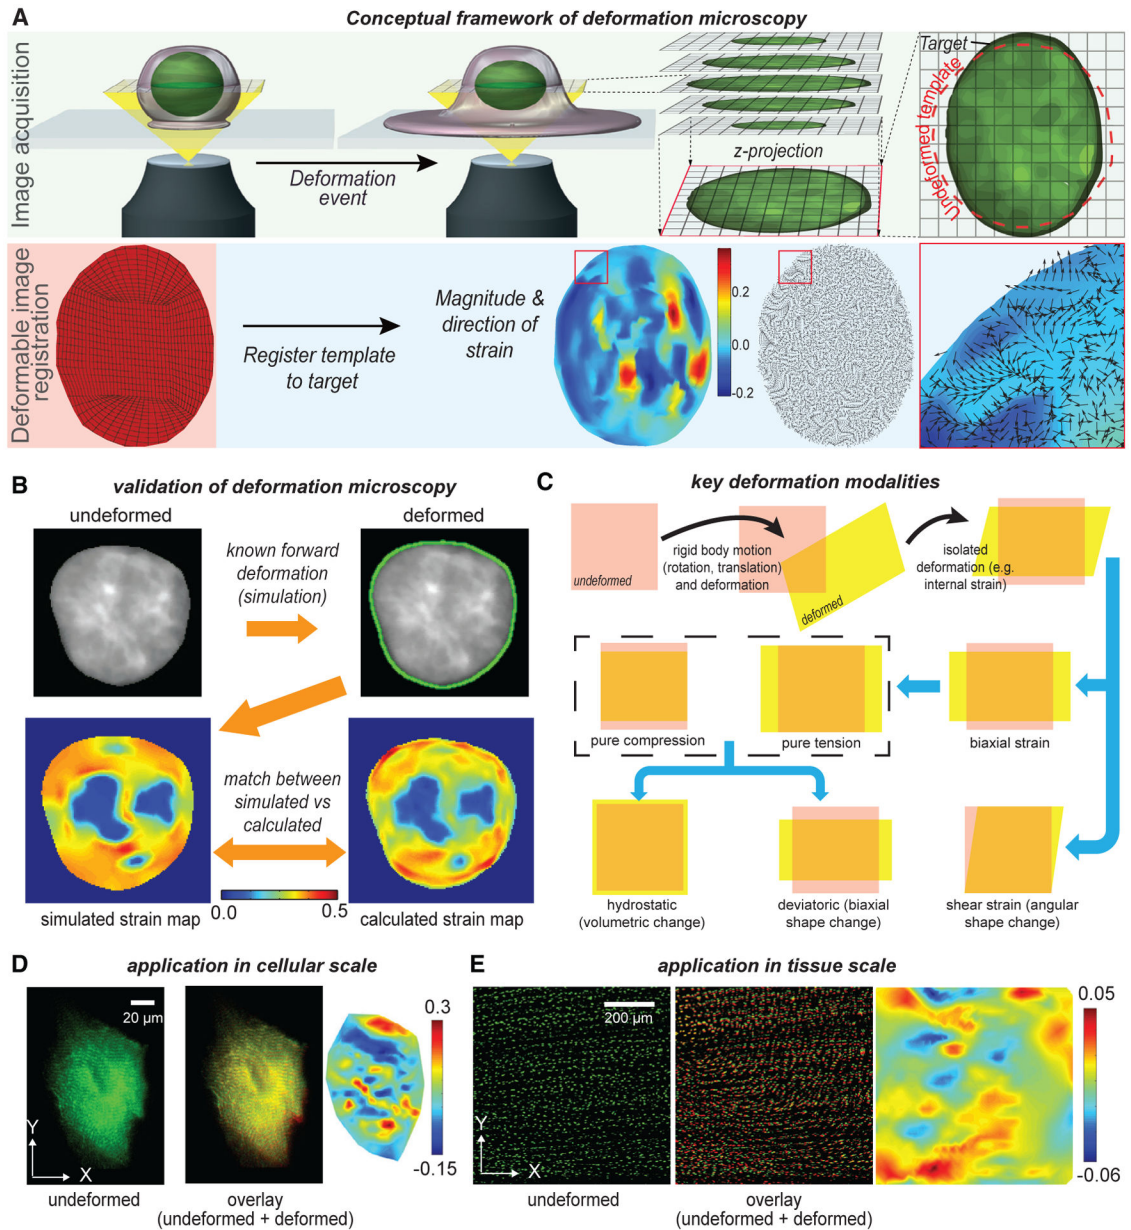 A
Conceptual framework of deformation microscopy
Image acquisition
Deformation
event
z-projection
Target
Undeformed template
Deformable image
registration
Register template
to target
Magnitude &
direction of
strain
0.2
0.0
-0.2
B
validation of deformation microscopy
undeformed
deformed
known forward
deformation
(simulation)
match between
simulated vs
calculated
simulated strain map
0.0
0.5
calculated strain map
C
key deformation modalities
undeformed
rigid body motion
(rotation, translation)
and deformation
deformed
isolated
deformation (e.g.
internal strain)
pure compression
pure tension
biaxial strain
hydrostatic
(volumetric change)
deviatoric (biaxial
shape change)
shear strain (angular
shape change)
D
application in cellular scale
20 µm
Y
X
undeformed
overlay
(undeformed + deformed)
0.3
-0.15
E
application in tissue scale
200 µm
Y
X
undeformed
overlay
(undeformed + deformed)
0.05
-0.06